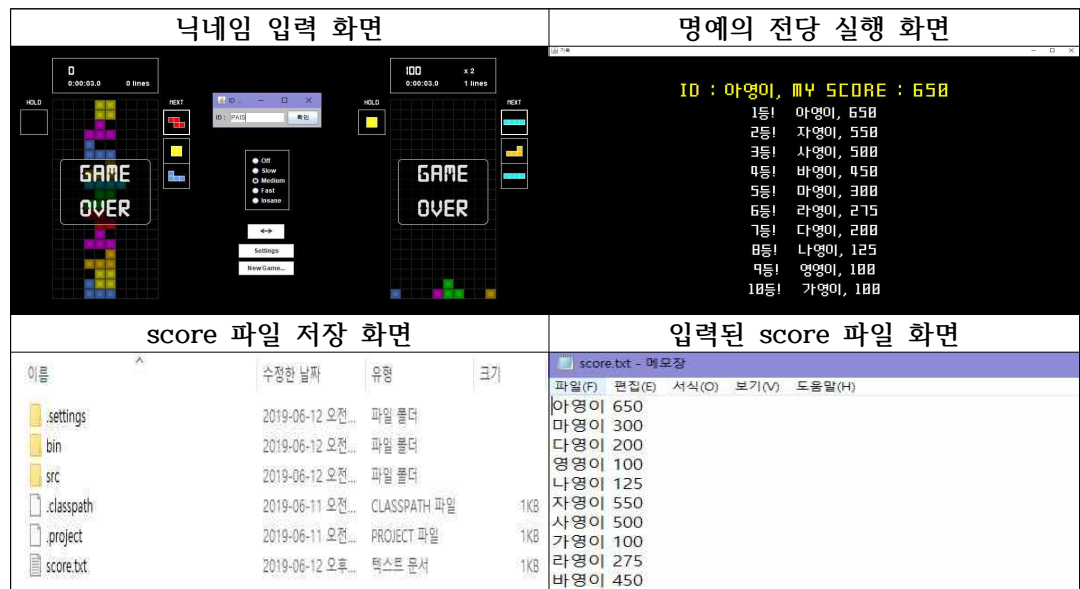 닉네임 입력 화면
명예의 전당 실행 화면
0
0:00:03.0 0 lines
HOLD
NEXT
GAME
OVER
ID ...
ID : PAIS 확인
Off
Slow
Medium
Fast
Insane
Settings
New Game...
100 x 2
0:00:03.0 1 lines
HOLD
NEXT
GAME
OVER
기록
ID : 아영이, MY SCORE : 650
1등! 아영이, 650
2등! 자영이, 550
3등! 사영이, 500
4등! 바영이, 450
5등! 마영이, 300
6등! 라영이, 275
7등! 다영이, 200
8등! 나영이, 125
9등! 영영이, 100
10등! 가영이, 100
score 파일 저장 화면
입력된 score 파일 화면
이름 수정한 날짜 유형 크기
.settings 2019-06-12 오전... 파일 폴더
bin 2019-06-12 오전... 파일 폴더
src 2019-06-12 오전... 파일 폴더
.classpath 2019-06-11 오전... CLASSPATH 파일 1KB
.project 2019-06-11 오전... PROJECT 파일 1KB
score.txt 2019-06-12 오후... 텍스트 문서 1KB
score.txt - 메모장
파일(F) 편집(E) 서식(O) 보기(V) 도움말(H)
아영이 650
마영이 300
다영이 200
영영이 100
나영이 125
자영이 550
사영이 500
가영이 100
라영이 275
바영이 450